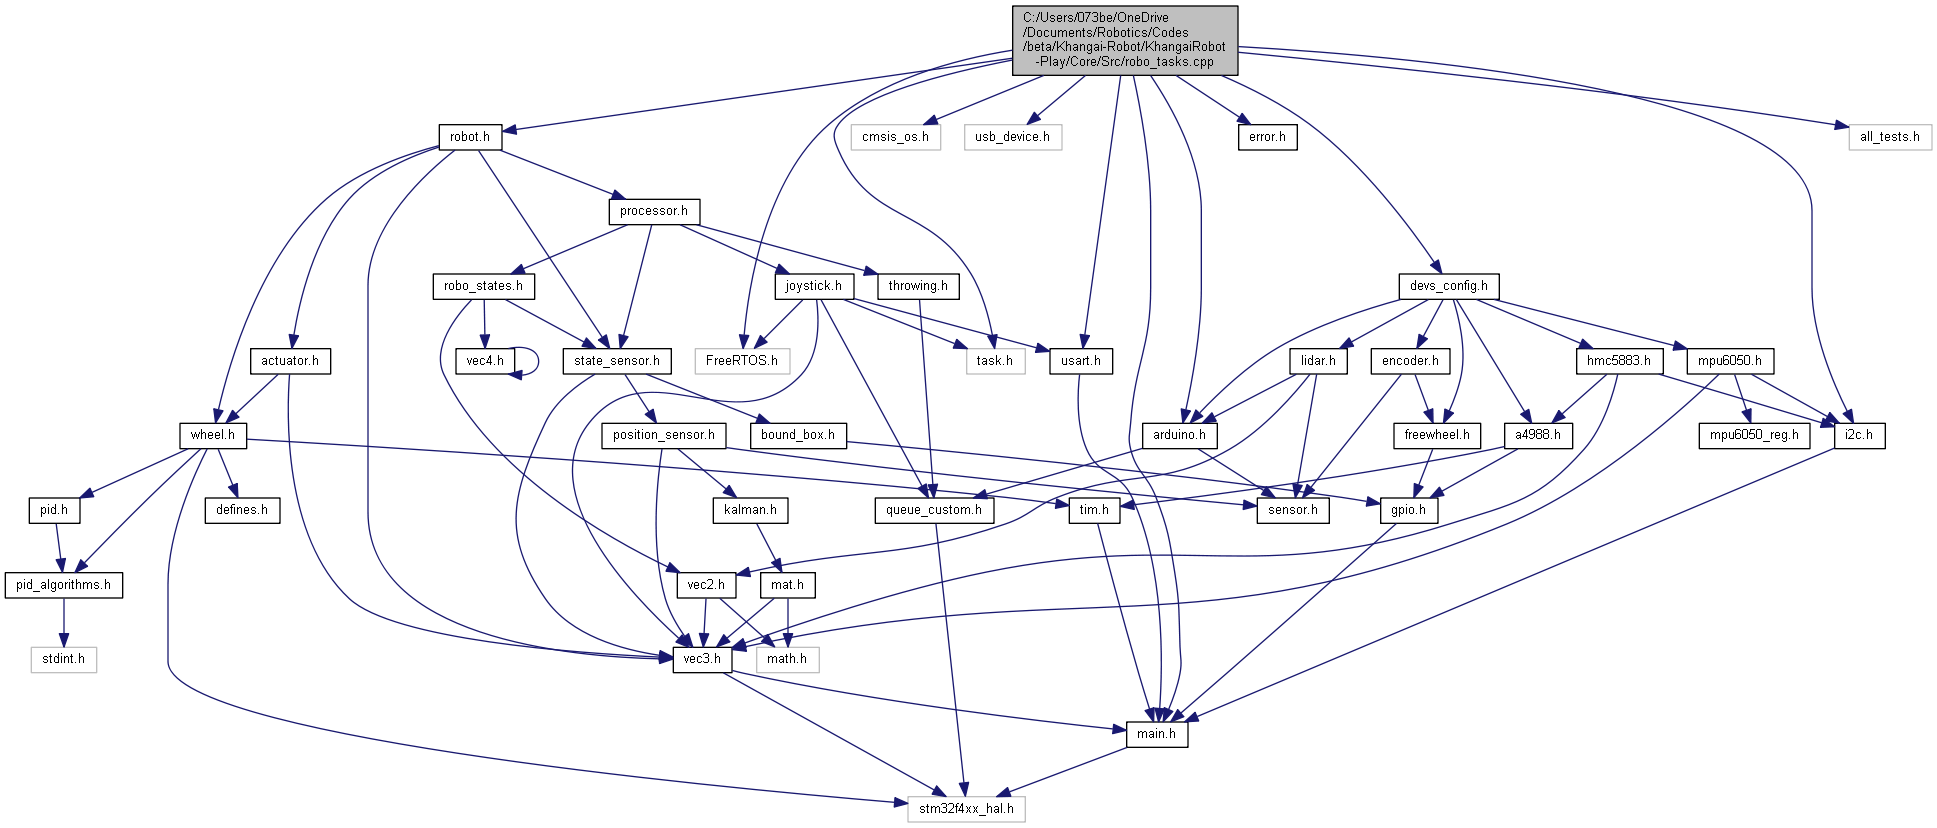 C:/Users/073be/OneDrive
/Documents/Robotics/Codes
/beta/Khangai-Robot/KhangaiRobot
-Play/Core/Src/robo_tasks.cpp
robot.h
cmsis_os.h
usb_device.h
error.h
all_tests.h
processor.h
robo_states.h
joystick.h
throwing.h
devs_config.h
actuator.h
vec4.h
state_sensor.h
FreeRTOS.h
task.h
usart.h
lidar.h
encoder.h
hmc5883.h
mpu6050.h
wheel.h
position_sensor.h
bound_box.h
arduino.h
freewheel.h
a4988.h
mpu6050_reg.h
i2c.h
pid.h
defines.h
kalman.h
queue_custom.h
tim.h
sensor.h
gpio.h
pid_algorithms.h
vec2.h
mat.h
stdint.h
vec3.h
math.h
main.h
stm32f4xx_hal.h